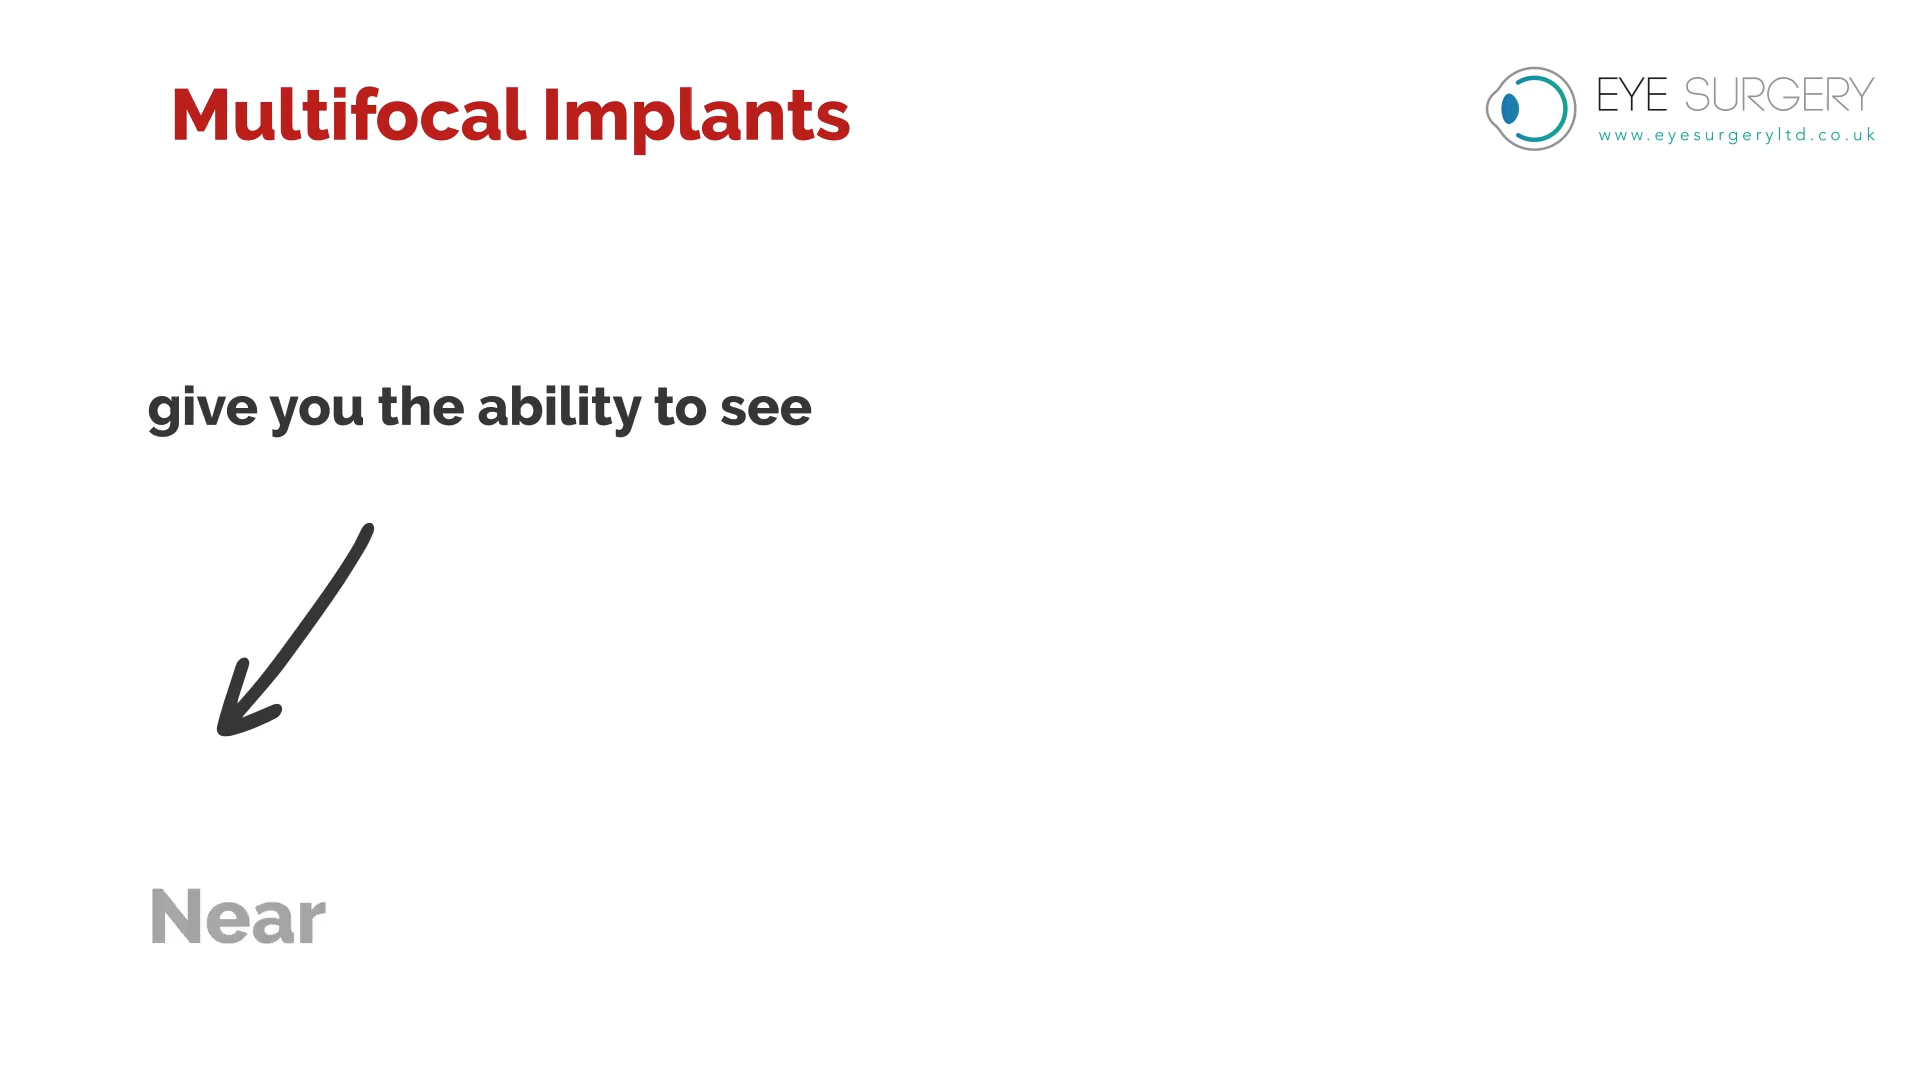 Multifocal Implants
EYE SURGERY
www.eyesurgeryltd.co.uk
give you the ability to see
Near